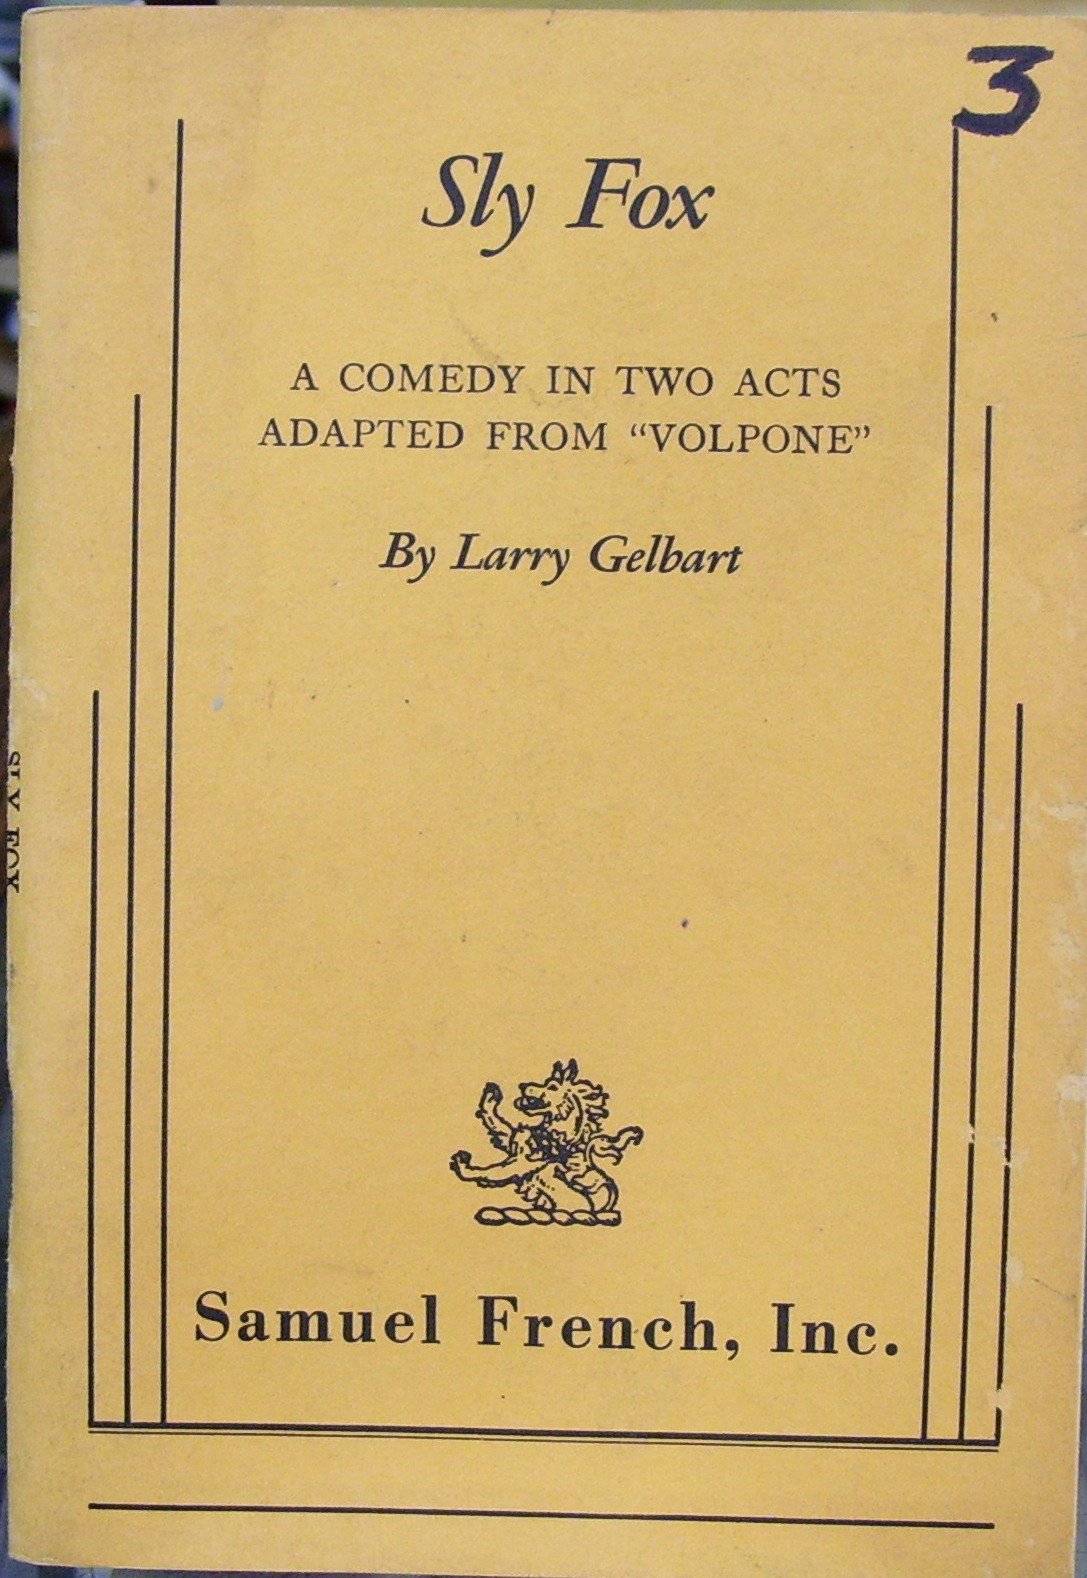 3
Sly Fox
A COMEDY IN TWO ACTS
ADAPTED FROM "VOLPONE"
By Larry Gelbart
SLY FOX
Samuel French, Inc.